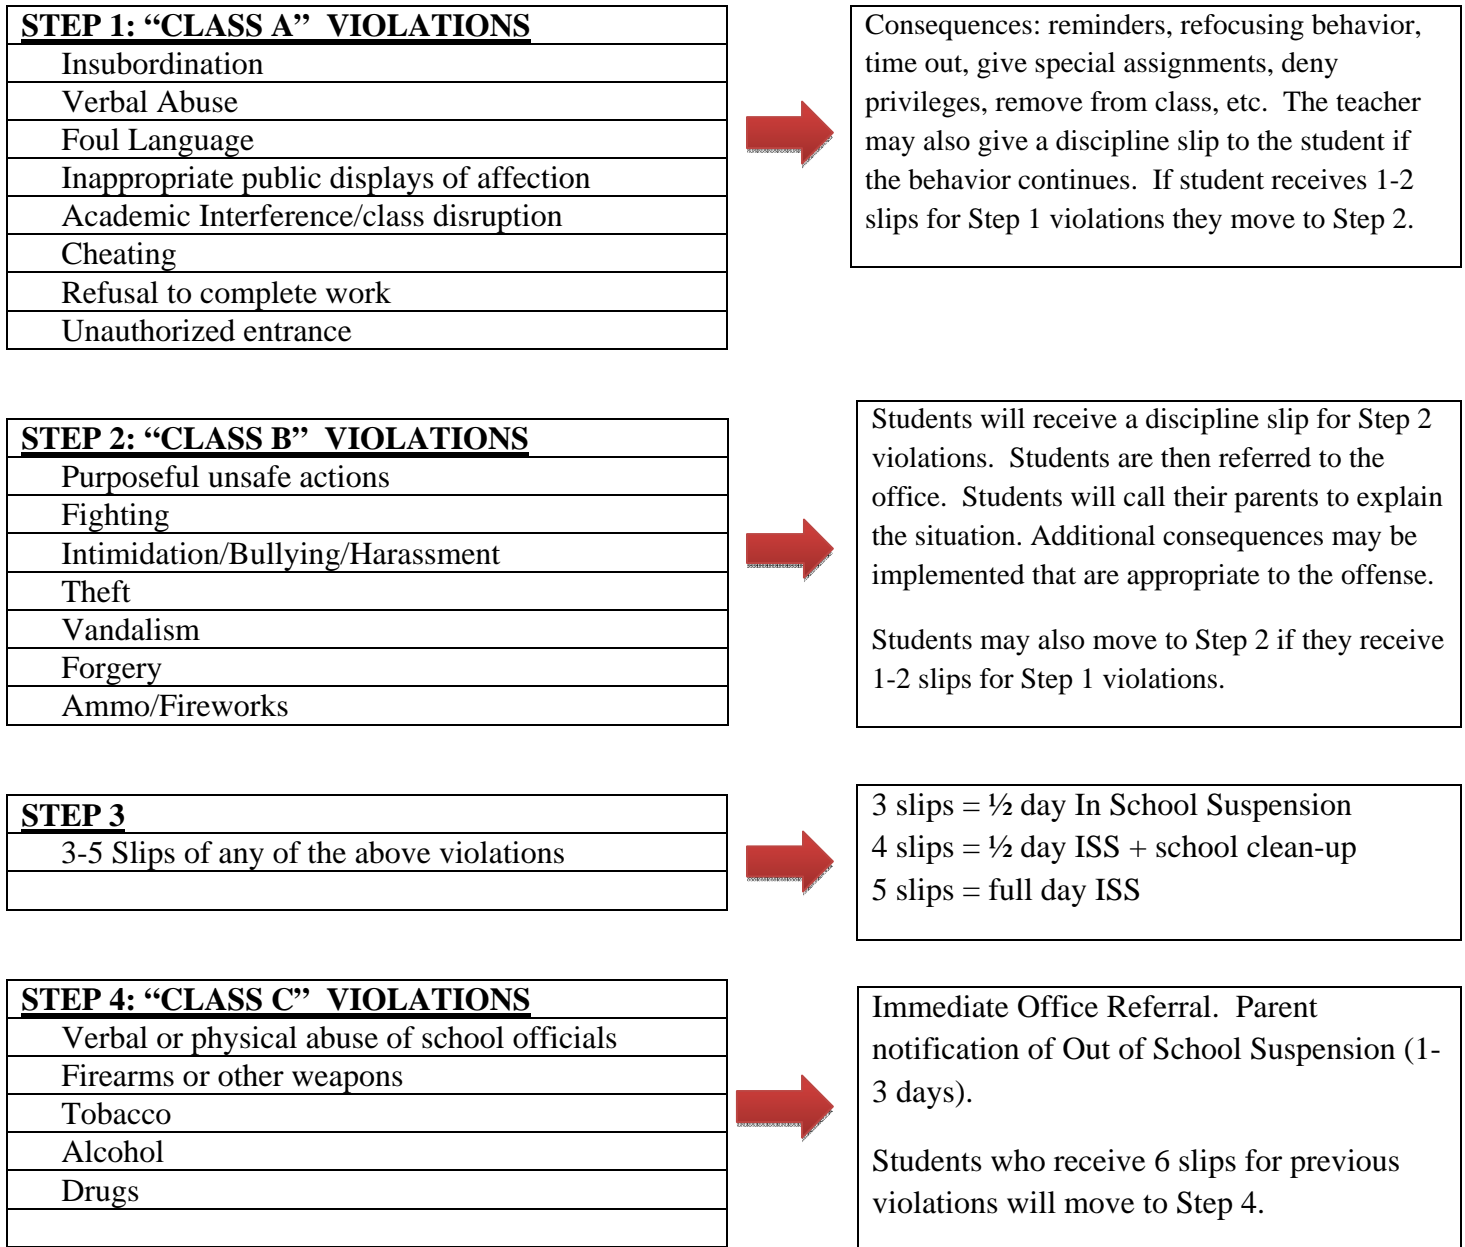 STEP 1: “CLASS A” VIOLATIONS
Insubordination
Verbal Abuse
Foul Language
Inappropriate public displays of affection
Academic Interference/class disruption
Cheating
Refusal to complete work
Unauthorized entrance
Consequences: reminders, refocusing behavior,
time out, give special assignments, deny
privileges, remove from class, etc. The teacher
may also give a discipline slip to the student if
the behavior continues. If student receives 1-2
slips for Step 1 violations they move to Step 2.
STEP 2: “CLASS B” VIOLATIONS
Purposeful unsafe actions
Fighting
Intimidation/Bullying/Harassment
Theft
Vandalism
Forgery
Ammo/Fireworks
Students will receive a discipline slip for Step 2
violations. Students are then referred to the
office. Students will call their parents to explain
the situation. Additional consequences may be
implemented that are appropriate to the offense.
Students may also move to Step 2 if they receive
1-2 slips for Step 1 violations.
STEP 3
3-5 Slips of any of the above violations
3 slips = ½ day In School Suspension
4 slips = ½ day ISS + school clean-up
5 slips = full day ISS
STEP 4: “CLASS C” VIOLATIONS
Verbal or physical abuse of school officials
Firearms or other weapons
Tobacco
Alcohol
Drugs
Immediate Office Referral. Parent
notification of Out of School Suspension (1-
3 days).
Students who receive 6 slips for previous
violations will move to Step 4.